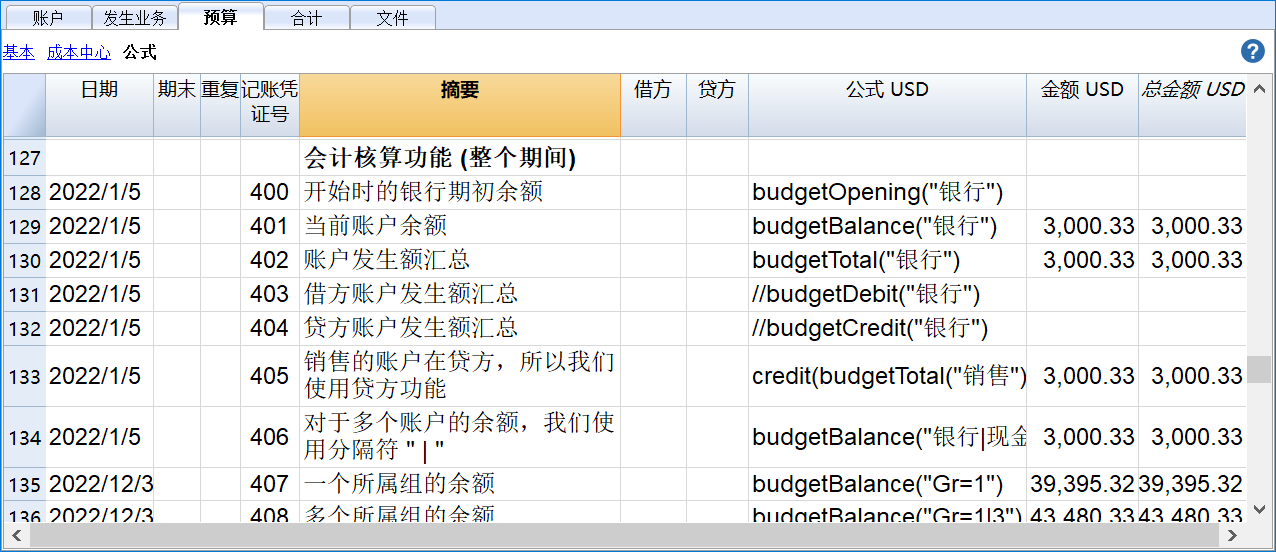 账户 发生业务 预算 合计 文件
基本 成本中心 公式 ?
日期 期末 重复 记账凭证号 摘要 借方 贷方 公式 USD 金额 USD 总金额 USD
127 会计核算功能 (整个期间)
128 2022/1/5 400 开始时的银行期初余额 budgetOpening("银行")
129 2022/1/5 401 当前账户余额 budgetBalance("银行") 3,000.33 3,000.33
130 2022/1/5 402 账户发生额汇总 budgetTotal("银行") 3,000.33 3,000.33
131 2022/1/5 403 借方账户发生额汇总 //budgetDebit("银行")
132 2022/1/5 404 贷方账户发生额汇总 //budgetCredit("银行")
133 2022/1/5 405 销售的账户在贷方，所以我们
使用贷方功能 credit(budgetTotal("销售") 3,000.33 3,000.33
134 2022/1/5 406 对于多个账户的余额，我们使
用分隔符 " | " budgetBalance("银行|现金 3,000.33 3,000.33
135 2022/12/3 407 一个所属组的余额 budgetBalance("Gr=1") 39,395.32 39,395.32
136 2022/12/3 408 多个所属组的余额 budgetBalance("Gr=1|3") 43,480.33 43,480.33